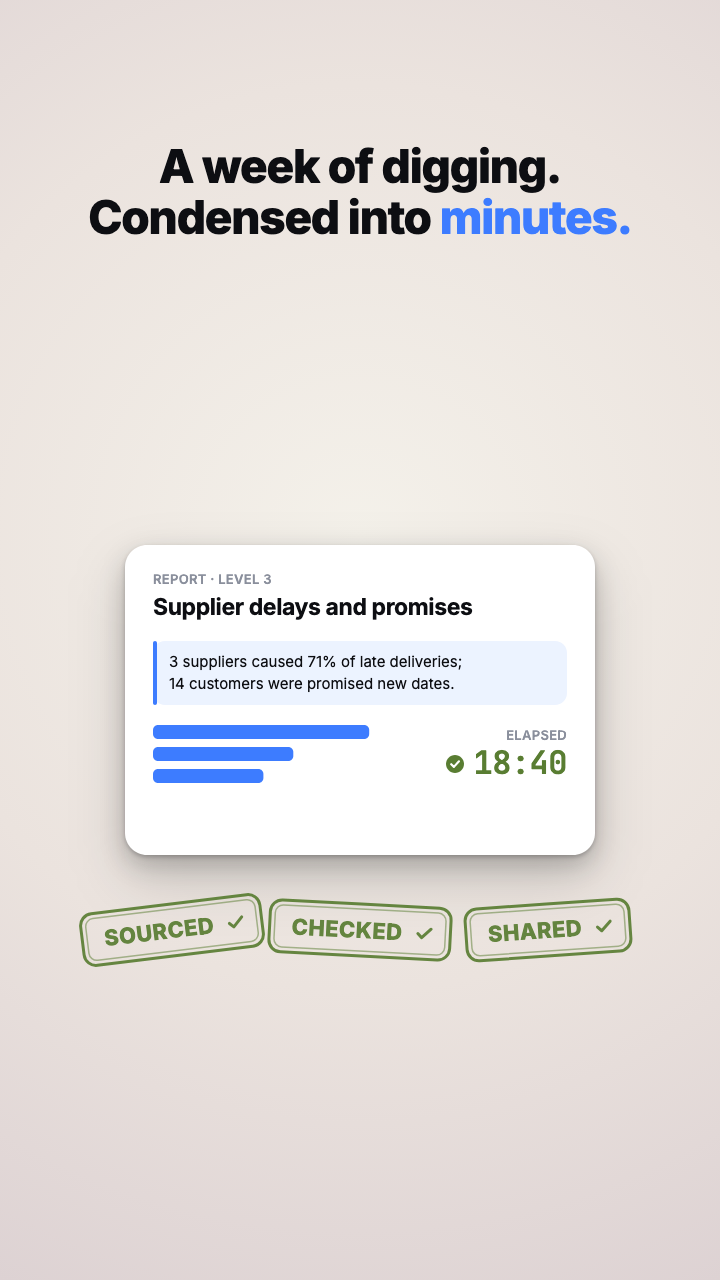 A week of digging.
Condensed into minutes.
REPORT · LEVEL 3
Supplier delays and promises
3 suppliers caused 71% of late deliveries;
14 customers were promised new dates.
ELAPSED
18:40
SOURCED
CHECKED
SHARED